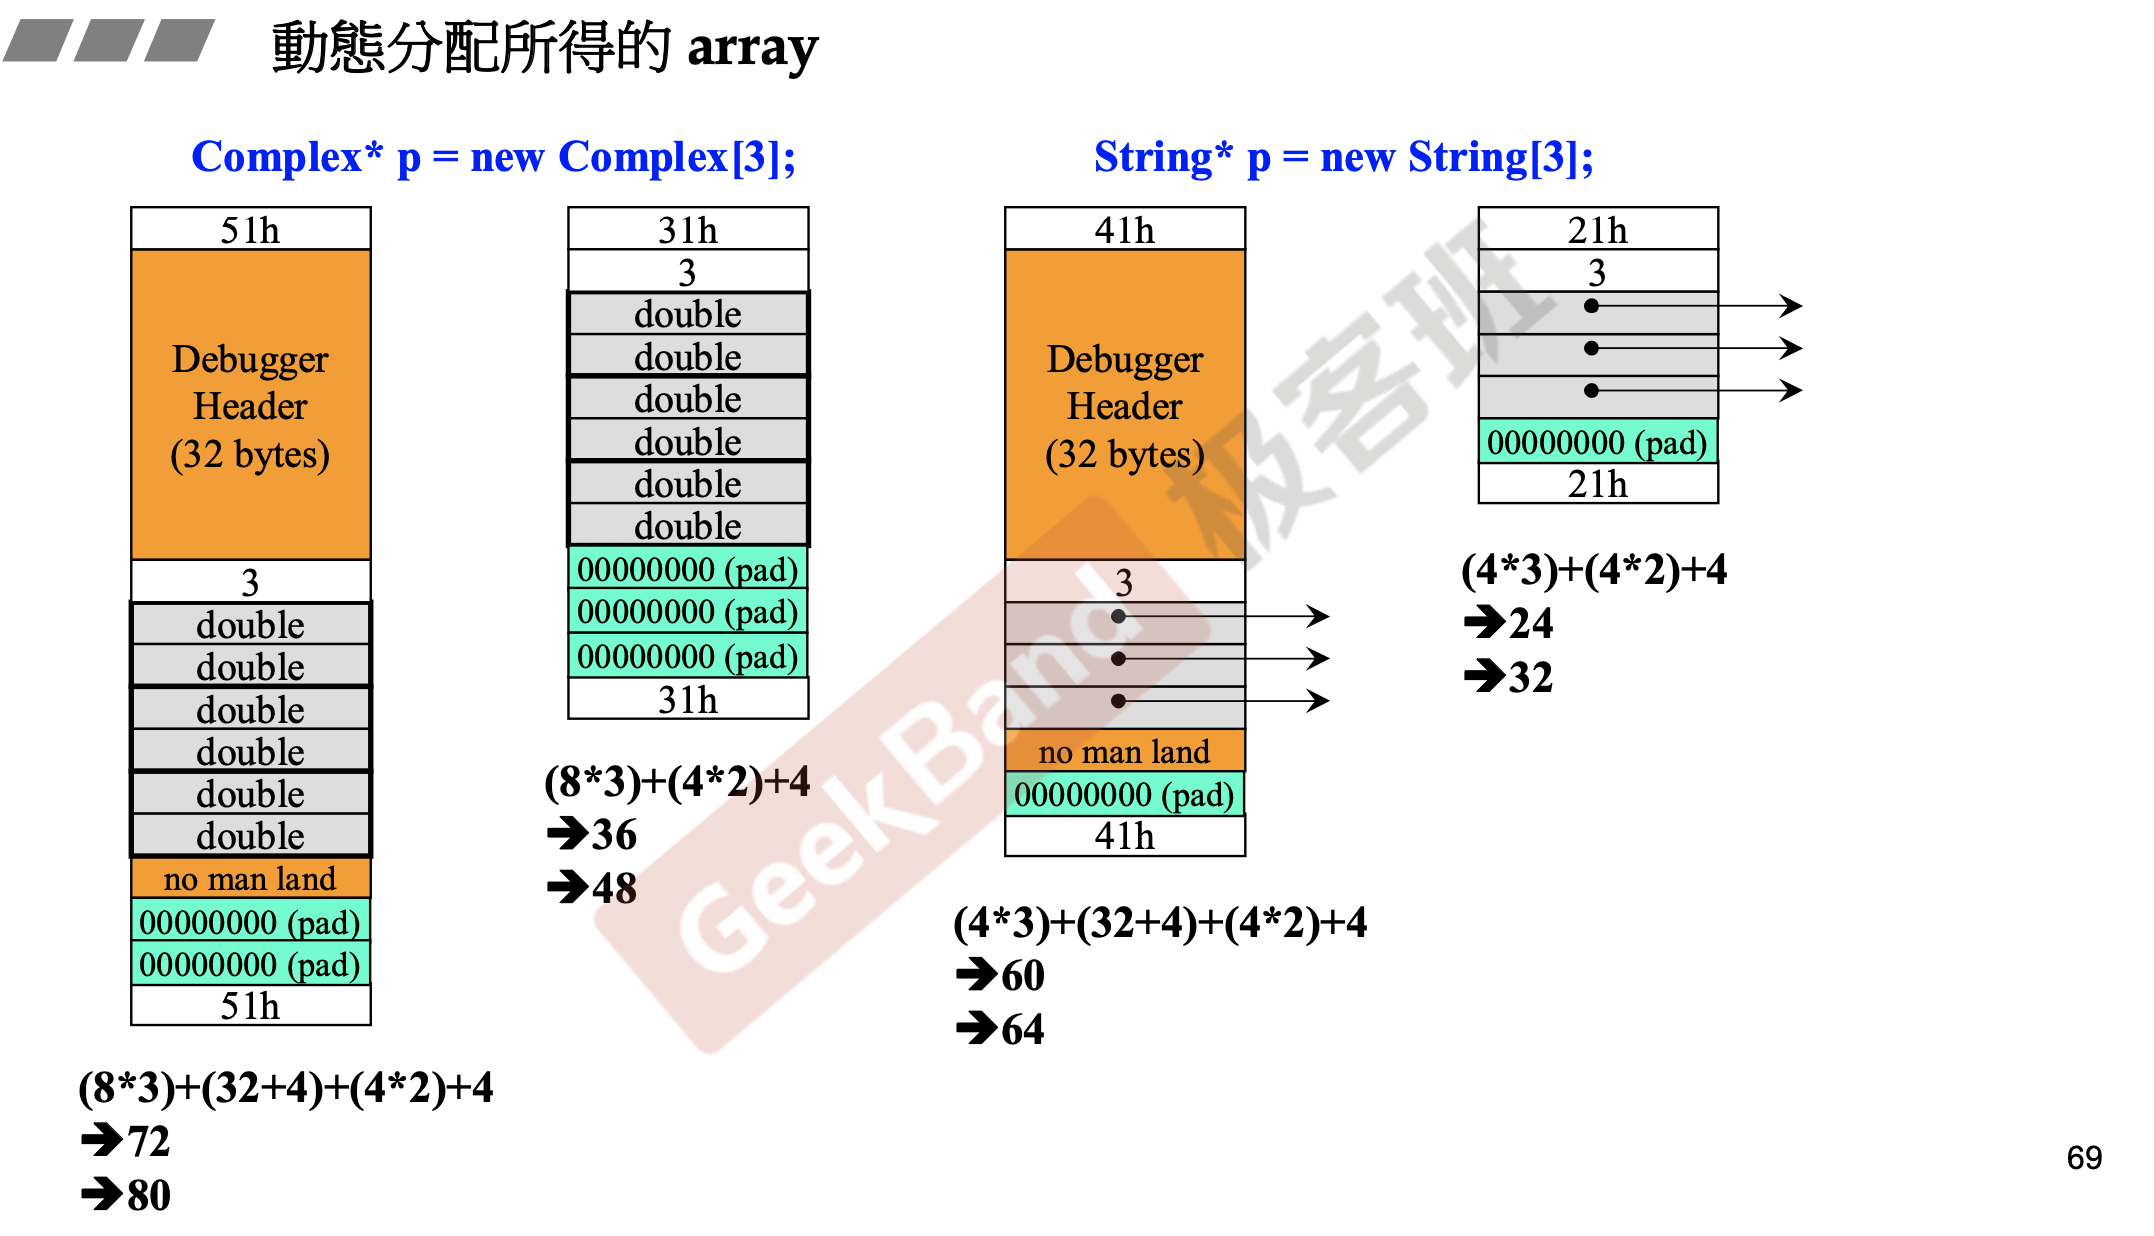 動態分配所得的 array
Complex* p = new Complex[3];
51h
Debugger
Header
(32 bytes)
3
double
double
double
double
double
double
no man land
00000000 (pad)
00000000 (pad)
51h
(8*3)+(32+4)+(4*2)+4
➔72
➔80
31h
3
double
double
double
double
double
double
00000000 (pad)
00000000 (pad)
00000000 (pad)
31h
(8*3)+(4*2)+4
➔36
➔48
String* p = new String[3];
41h
Debugger
Header
(32 bytes)
3
no man land
00000000 (pad)
41h
(4*3)+(32+4)+(4*2)+4
➔60
➔64
21h
3
00000000 (pad)
21h
(4*3)+(4*2)+4
➔24
➔32
GeekBand
极客班
69